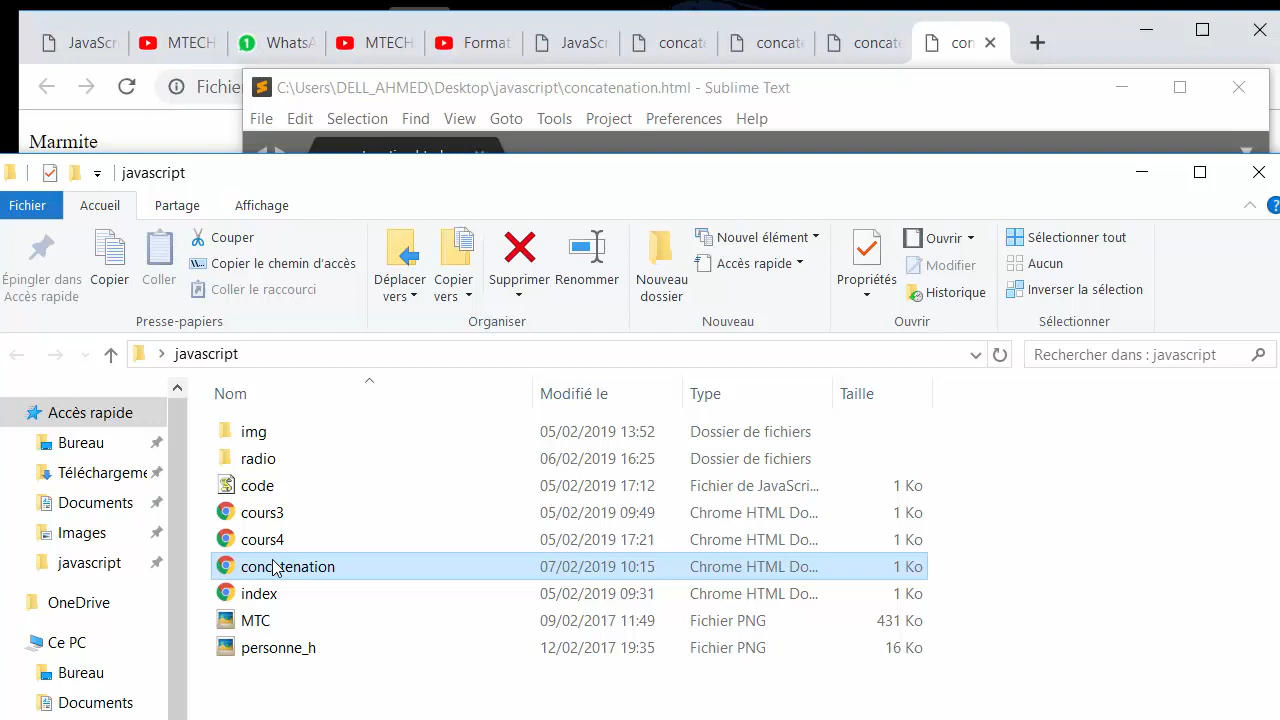 JavaScr MTECH WhatsA MTECH Format JavaScr concate concate concate con
Fichie
C:\Users\DELL_AHMED\Desktop\javascript\concatenation.html - Sublime Text
File Edit Selection Find View Goto Tools Project Preferences Help
Marmite
javascript
Fichier Accueil Partage Affichage
Épingler dans Accès rapide
Copier
Coller
Couper
Copier le chemin d'accès
Coller le raccourci
Presse-papiers
Déplacer vers
Copier vers
Supprimer
Renommer
Organiser
Nouveau dossier
Nouvel élément
Accès rapide
Nouveau
Propriétés
Ouvrir
Modifier
Historique
Ouvrir
Sélectionner tout
Aucun
Inverser la sélection
Sélectionner
javascript
Rechercher dans : javascript
Accès rapide
Bureau
Téléchargeme
Documents
Images
javascript
OneDrive
Ce PC
Bureau
Documents
Nom Modifié le Type Taille
img 05/02/2019 13:52 Dossier de fichiers
radio 06/02/2019 16:25 Dossier de fichiers
code 05/02/2019 17:12 Fichier de JavaScri... 1 Ko
cours3 05/02/2019 09:49 Chrome HTML Do... 1 Ko
cours4 05/02/2019 17:21 Chrome HTML Do... 1 Ko
concatenation 07/02/2019 10:15 Chrome HTML Do... 1 Ko
index 05/02/2019 09:31 Chrome HTML Do... 1 Ko
MTC 09/02/2017 11:49 Fichier PNG 431 Ko
personne_h 12/02/2017 19:35 Fichier PNG 16 Ko